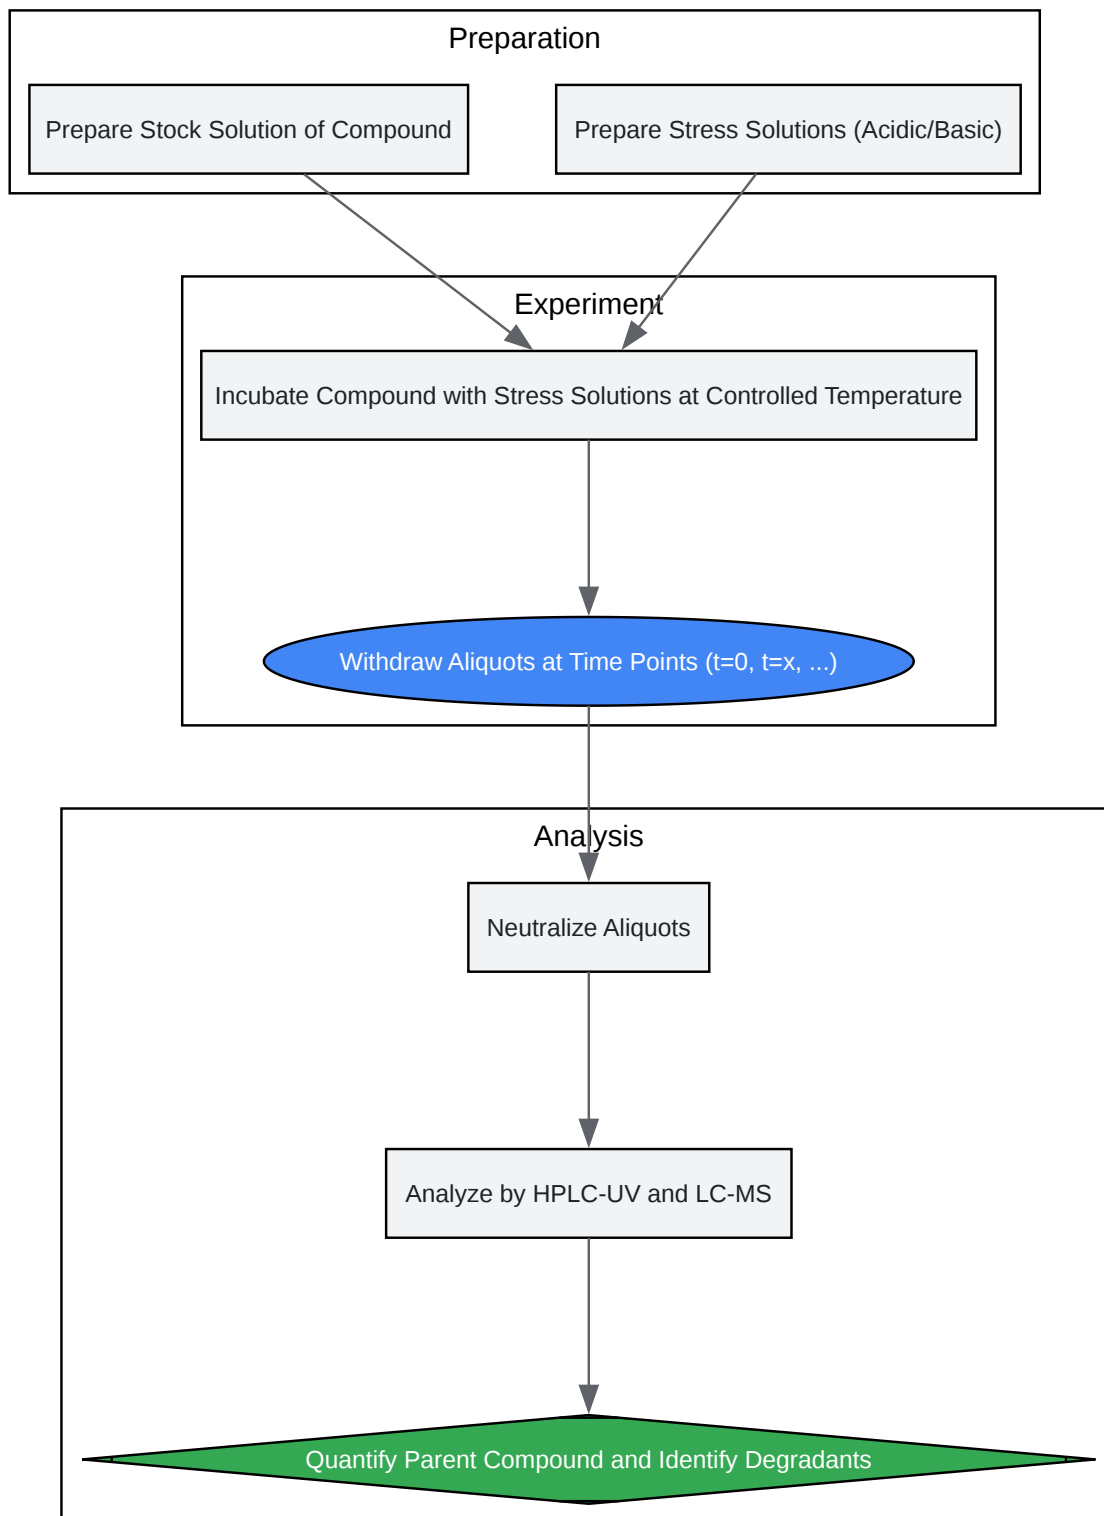 Preparation
Prepare Stock Solution of Compound
Prepare Stress Solutions (Acidic/Basic)
Experiment
Incubate Compound with Stress Solutions at Controlled Temperature
Withdraw Aliquots at Time Points (t=0, t=x, ...)
Analysis
Neutralize Aliquots
Analyze by HPLC-UV and LC-MS
Quantify Parent Compound and Identify Degradants